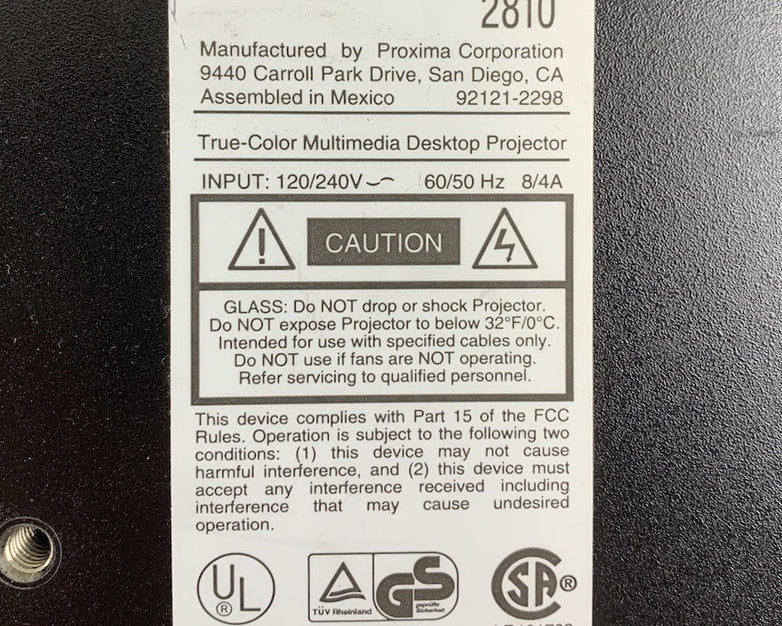 2810
Manufactured by Proxima Corporation
9440 Carroll Park Drive, San Diego, CA
Assembled in Mexico 92121-2298
True-Color Multimedia Desktop Projector
INPUT: 120/240V 60/50 Hz 8/4A
CAUTION
GLASS: Do NOT drop or shock Projector.
Do NOT expose Projector to below 32°F/0°C.
Intended for use with specified cables only.
Do NOT use if fans are NOT operating.
Refer servicing to qualified personnel.
This device complies with Part 15 of the FCC
Rules. Operation is subject to the following two
conditions: (1) this device may not cause
harmful interference, and (2) this device must
accept any interference received including
interference that may cause undesired
operation.
UL ®
TÜV Rheinland
GS geprüfte Sicherheit
SA ®